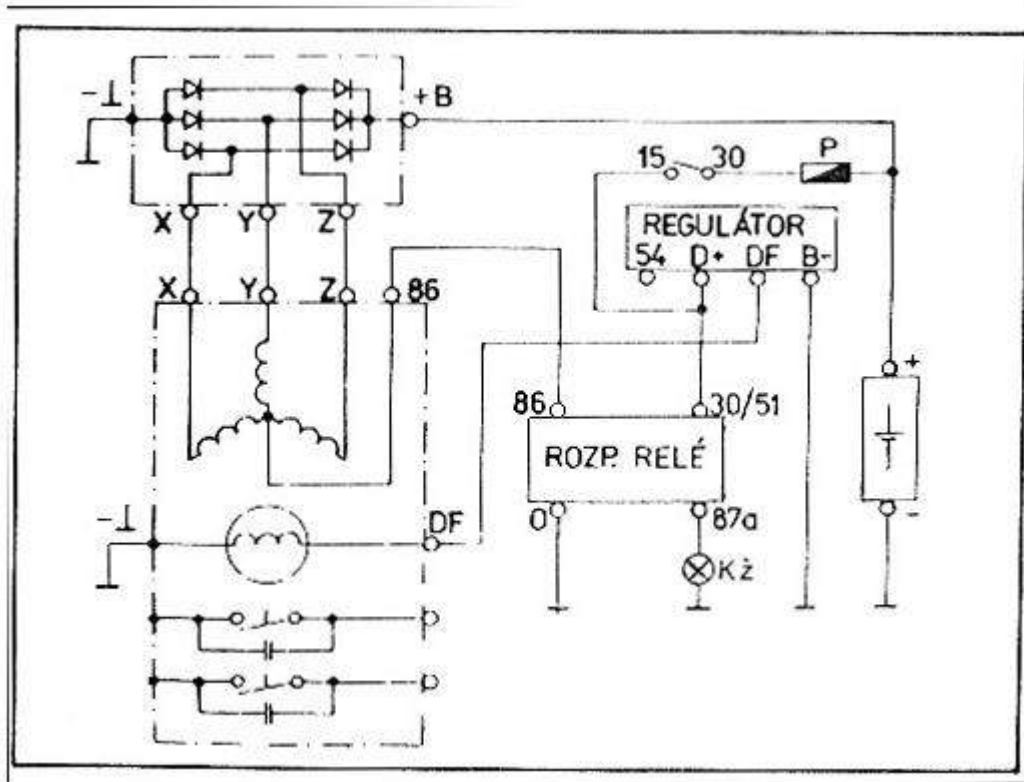 -⊥
+B
15 30 P
REGULÁTOR
54 D+ DF B-
X Y Z
X Y Z 86
+
86 30/51
ROZP. RELÉ
-⊥ DF 0 87a -
Kž